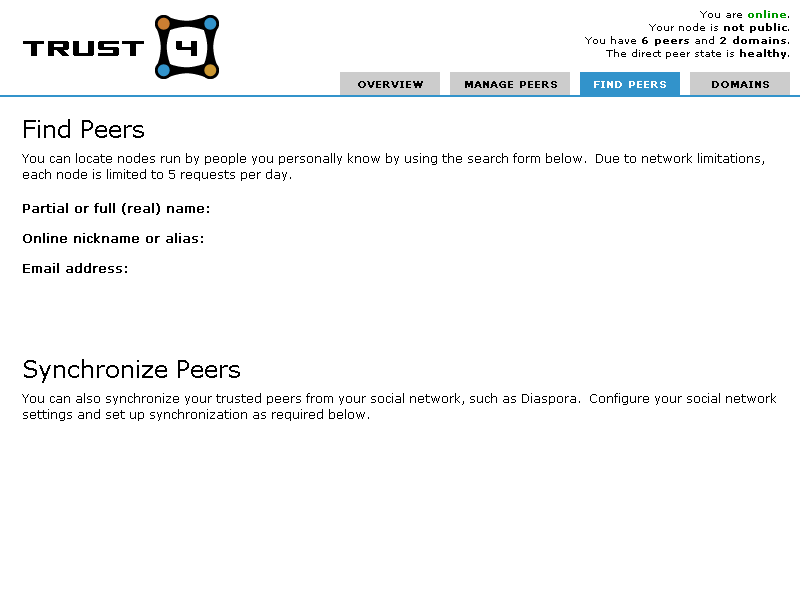 TRUST 4
You are online.
Your node is not public.
You have 6 peers and 2 domains.
The direct peer state is healthy.
OVERVIEW MANAGE PEERS FIND PEERS DOMAINS
Find Peers
You can locate nodes run by people you personally know by using the search form below.  Due to network limitations,
each node is limited to 5 requests per day.
Partial or full (real) name:
Online nickname or alias:
Email address:
Synchronize Peers
You can also synchronize your trusted peers from your social network, such as Diaspora.  Configure your social network
settings and set up synchronization as required below.